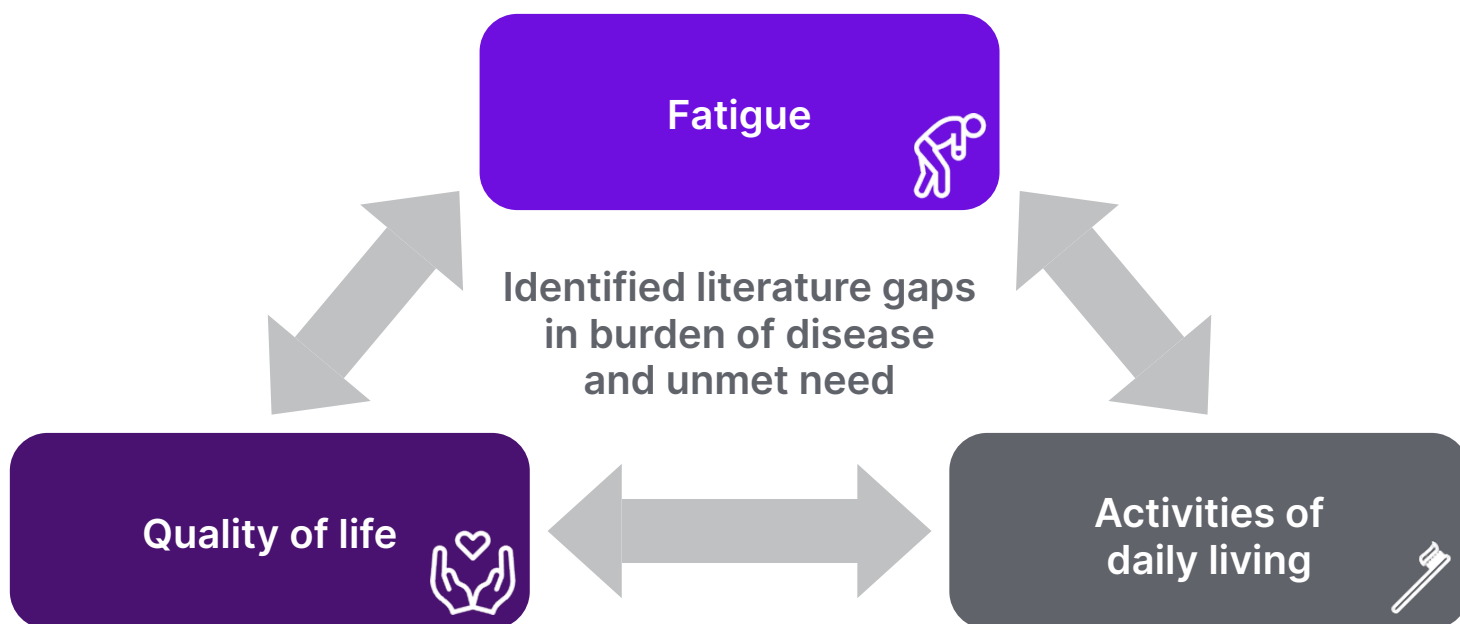 Fatigue
Identified literature gaps
in burden of disease
and unmet need
Quality of life
Activities of
daily living